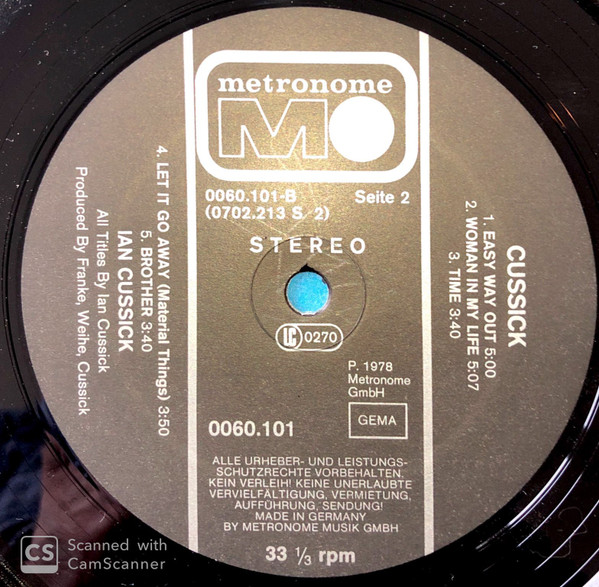 metronome
MO
0060.101-B Seite 2
(0702.213 S 2)
STEREO
CUSSICK
1. EASY WAY OUT 5:00
2. WOMAN IN MY LIFE 5:07
3. TIME 3:40
4. LET IT GO AWAY (Material Things) 3:50
5. BROTHER 3:40
IAN CUSSICK
All Titles By Ian Cussick
Produced By Franke, Weihe, Cussick
LC 0270
P. 1978
Metronome
GmbH
GEMA
0060.101
ALLE URHEBER- UND LEISTUNGS-
SCHUTZRECHTE VORBEHALTEN,
KEIN VERLEIH! KEINE UNERLAUBTE
VERVIELFÄLTIGUNG, VERMIETUNG,
AUFFÜHRUNG, SENDUNG!
MADE IN GERMANY
BY METRONOME MUSIK GMBH
33 ⅓ rpm
CS Scanned with
CamScanner